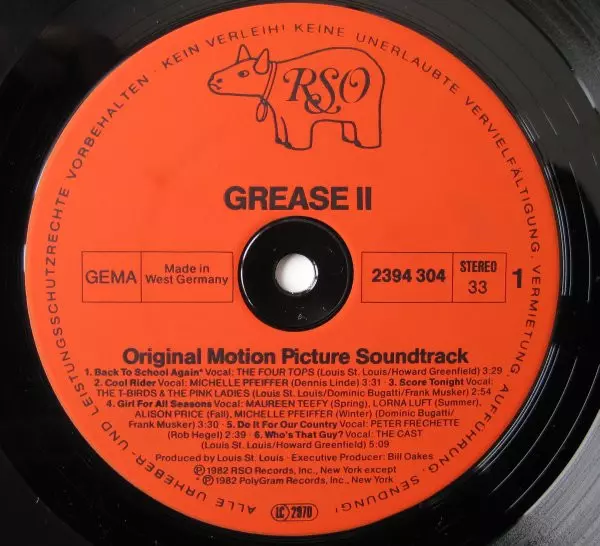 ALLE URHEBER- UND LEISTUNGSSCHUTZRECHTE VORBEHALTEN · KEIN VERLEIH! KEINE UNERLAUBTE VERVIELFÄLTIGUNG, VERMIETUNG, AUFFÜHRUNG, SENDUNG!
RSO
GREASE II
GEMA
Made in
West Germany
2394 304
STEREO
33
1
Original Motion Picture Soundtrack
1. Back To School Again* Vocal: THE FOUR TOPS (Louis St. Louis/Howard Greenfield) 3:29
2. Cool Rider Vocal: MICHELLE PFEIFFER (Dennis Linde) 3:31 · 3. Score Tonight Vocal:
THE T-BIRDS & THE PINK LADIES (Louis St. Louis/Dominic Bugatti/Frank Musker) 2:54
4. Girl For All Seasons Vocal: MAUREEN TEEFY (Spring), LORNA LUFT (Summer),
ALISON PRICE (Fall), MICHELLE PFEIFFER (Winter) (Dominic Bugatti/
Frank Musker) 3:30 · 5. Do It For Our Country Vocal: PETER FRECHETTE
(Rob Hegel) 2:39 · 6. Who's That Guy? Vocal: THE CAST
(Louis St. Louis/Howard Greenfield) 5:09
Produced by Louis St. Louis · Executive Producer: Bill Oakes
℗1982 RSO Records, Inc., New York except
*℗1982 PolyGram Records, Inc., New York
LC 2970